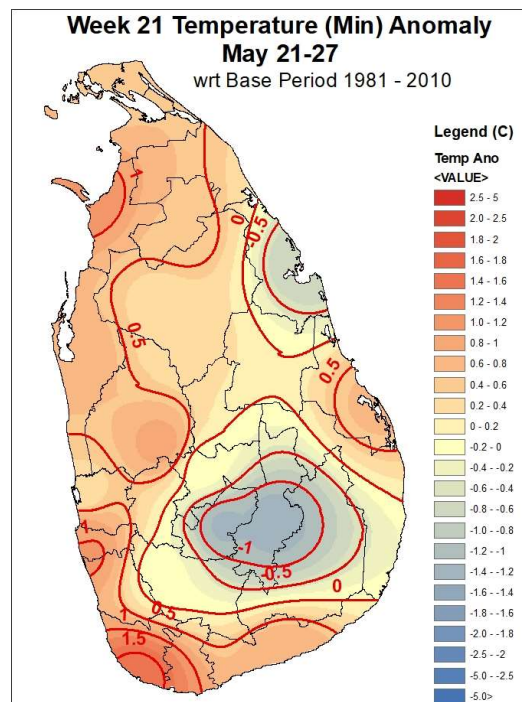 Week 21 Temperature (Min) Anomaly
May 21-27
wrt Base Period 1981 - 2010
Legend (C)
Temp Ano
<VALUE>
2.5 - 5
2.0 - 2.5
1.8 - 2
1.6 - 1.8
1.4 - 1.6
1.2 - 1.4
1.0 - 1.2
0.8 - 1
0.6 - 0.8
0.4 - 0.6
0.2 - 0.4
0 - 0.2
-0.2 - 0
-0.4 - -0.2
-0.6 - -0.4
-0.8 - -0.6
-1.0 - -0.8
-1.2 - -1
-1.4 - -1.2
-1.6 - -1.4
-1.8 - -1.6
-2.0 - -1.8
-2.5 - -2
-5.0 - -2.5
-5.0>
1
0
-0.5
0.5
0.5
1
-1
-0.5
0
0.5
1
1.5